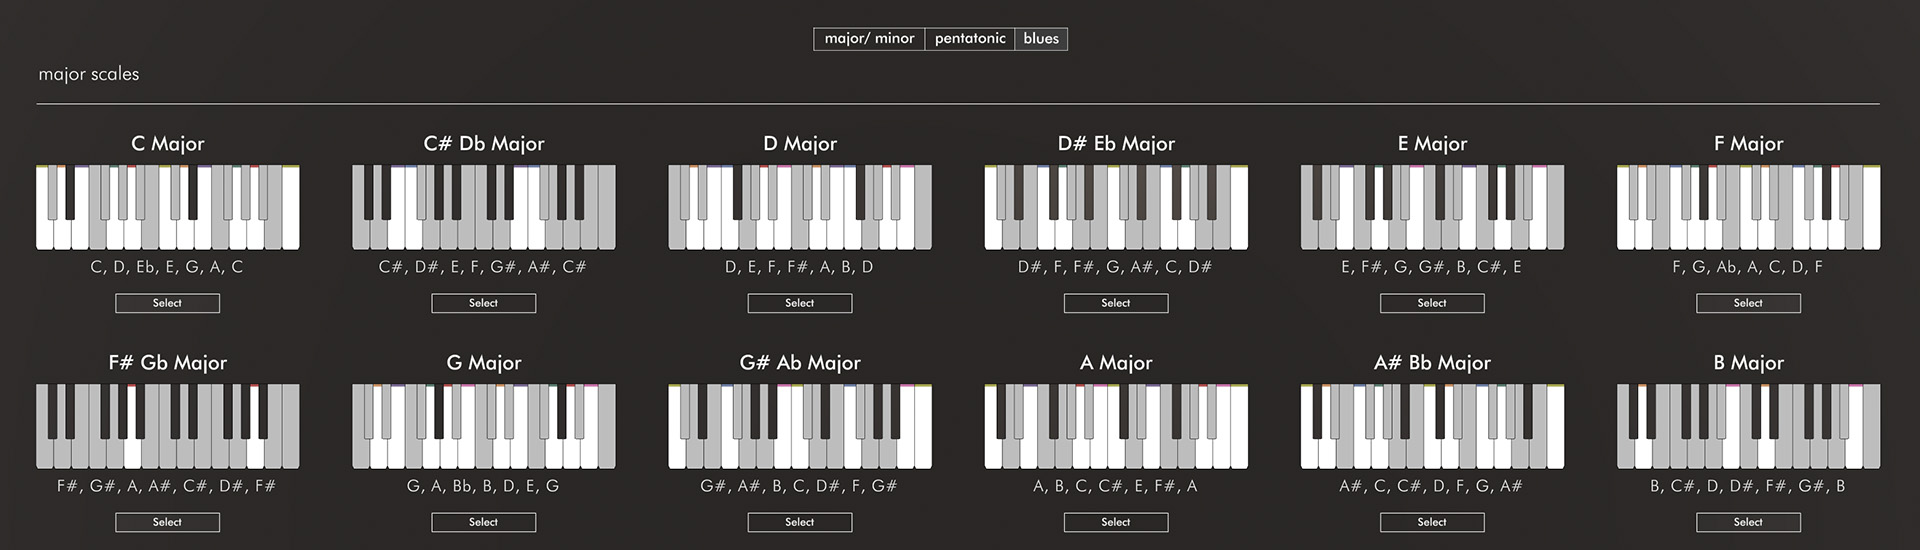 major/ minor pentatonic blues
major scales
C Major C# Db Major D Major D# Eb Major E Major F Major
C, D, Eb, E, G, A, C C#, D#, E, F, G#, A#, C# D, E, F, F#, A, B, D D#, F, F#, G, A#, C, D# E, F#, G, G#, B, C#, E F, G, Ab, A, C, D, F
Select Select Select Select Select Select
F# Gb Major G Major G# Ab Major A Major A# Bb Major B Major
F#, G#, A, A#, C#, D#, F# G, A, Bb, B, D, E, G G#, A#, B, C, D#, F, G# A, B, C, C#, E, F#, A A#, C, C#, D, F, G, A# B, C#, D, D#, F#, G#, B
Select Select Select Select Select Select